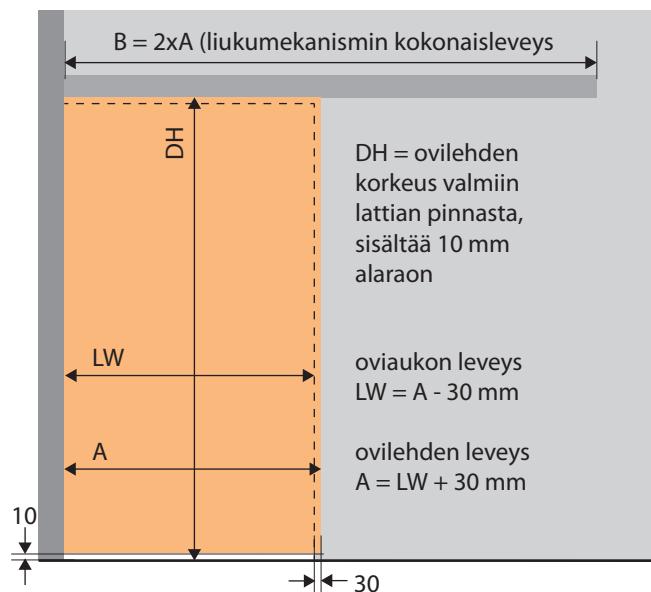 B = 2xA (liukumekanismin kokonaisleveys
DH
DH = ovilehden
korkeus valmiin
lattian pinnasta,
sisältää 10 mm
alaraon
LW
oviaukon leveys
LW = A - 30 mm
A
ovilehden leveys
A = LW + 30 mm
10
30